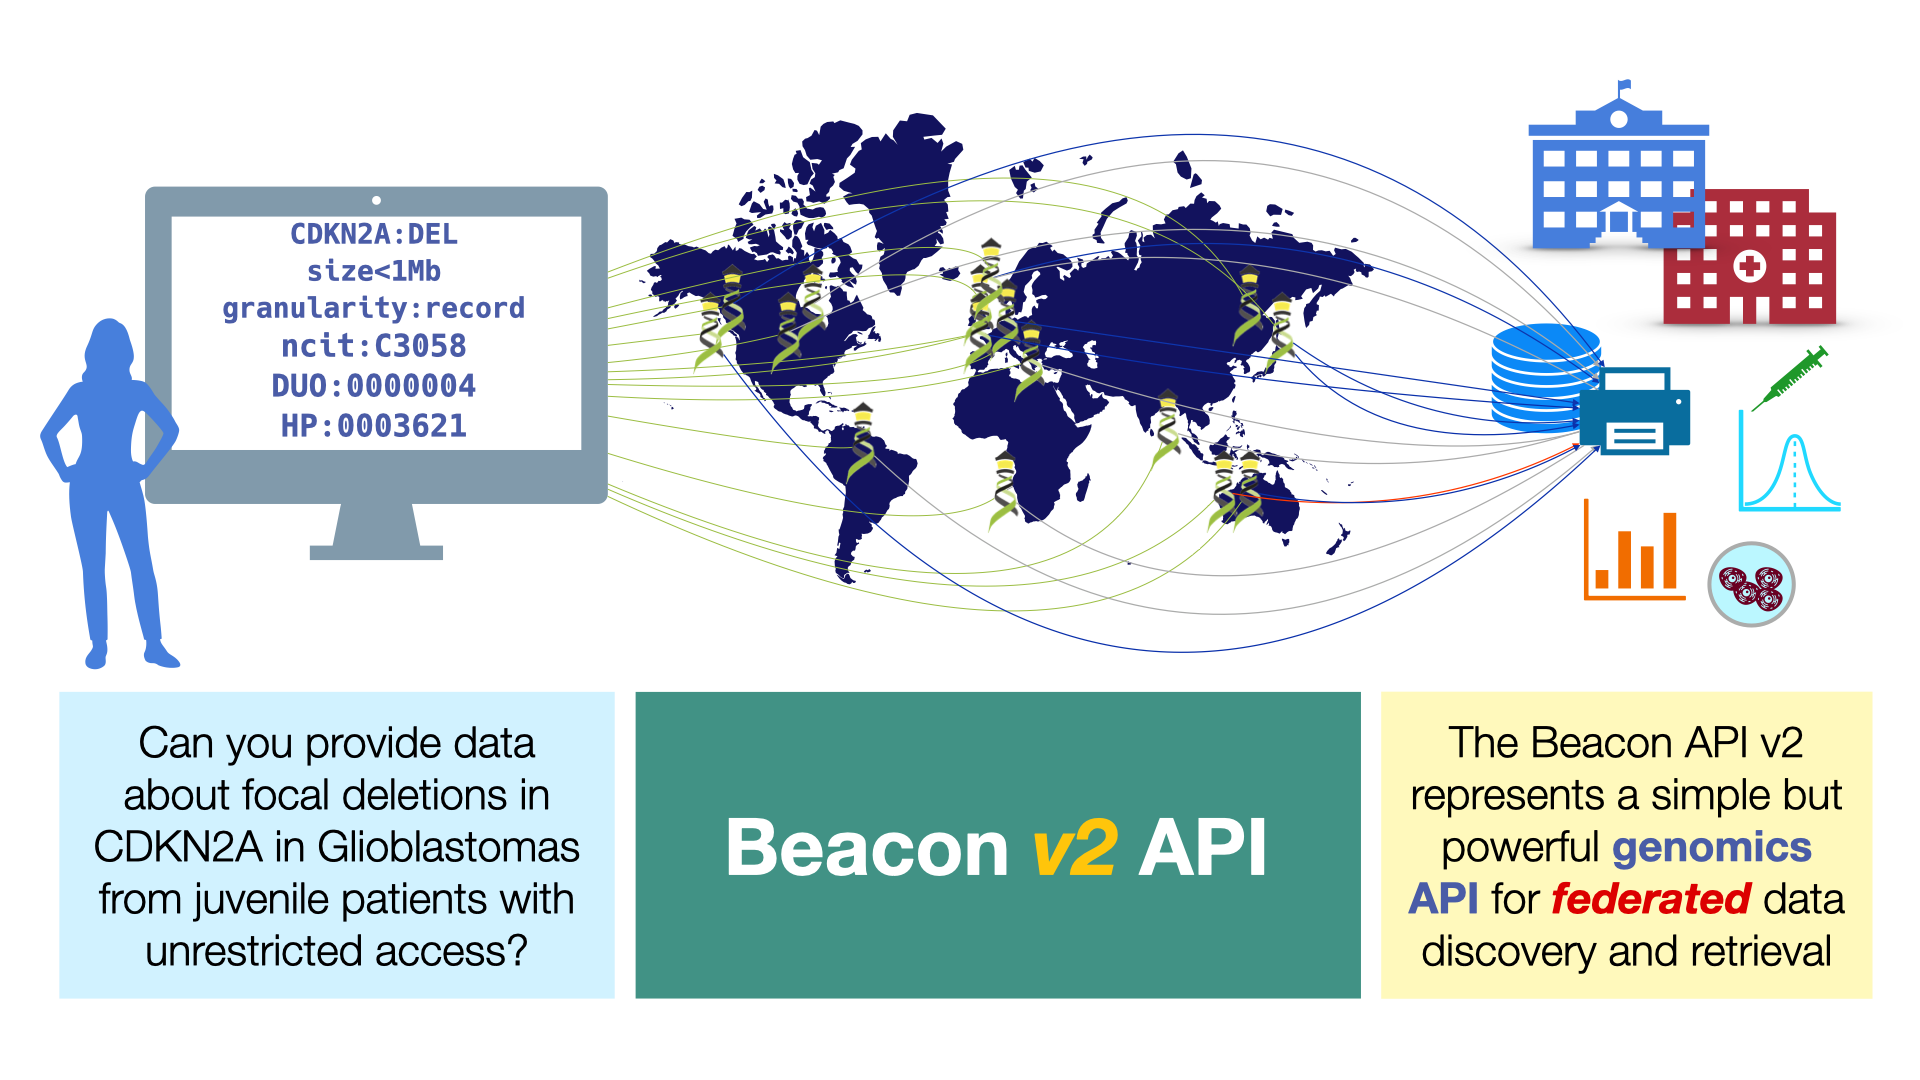 CDKN2A:DEL
size<1Mb
granularity:record
ncit:C3058
DUO:0000004
HP:0003621
Can you provide data
about focal deletions in
CDKN2A in Glioblastomas
from juvenile patients with
unrestricted access?
Beacon v2 API
The Beacon API v2
represents a simple but
powerful genomics
API for federated data
discovery and retrieval